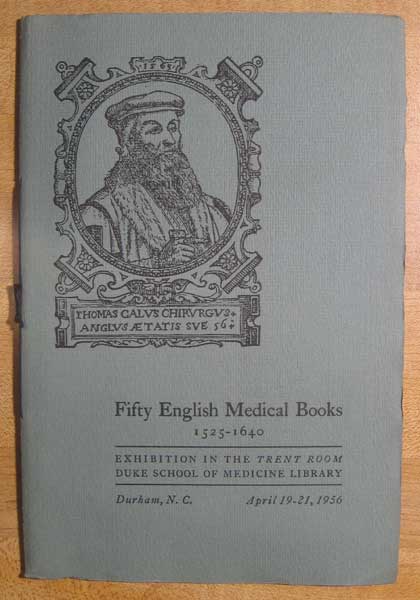 1563
THOMAS GALVS CHIRVRGVS
ANGLVS ÆTATIS SVE 56
Fifty English Medical Books
1525-1640
EXHIBITION IN THE TRENT ROOM
DUKE SCHOOL OF MEDICINE LIBRARY
Durham, N. C. April 19-21, 1956